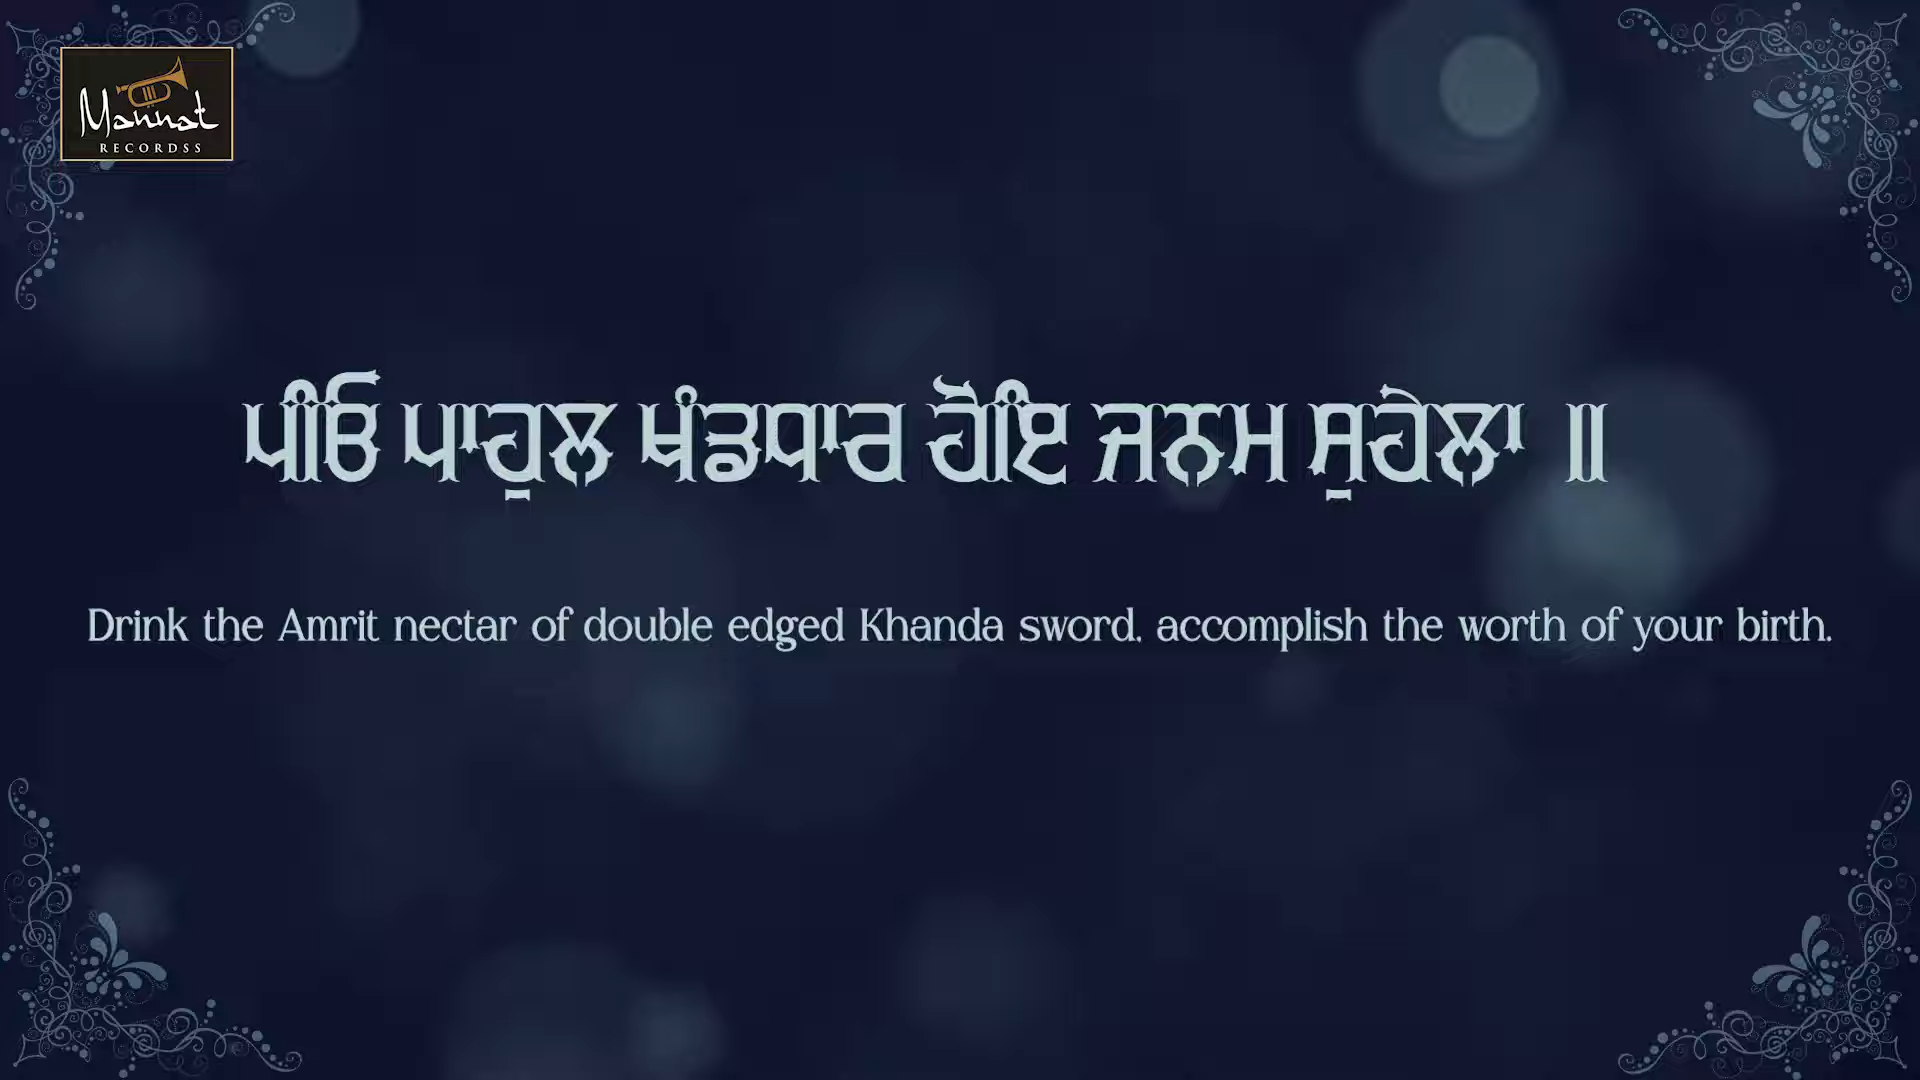 Mannat
RECORDSS
ਪੀਓ ਪਾਹੁਲ ਖੰਡਧਾਰ ਹੋਇ ਜਨਮ ਸੁਹੇਲਾ ॥
Drink the Amrit nectar of double edged Khanda sword, accomplish the worth of your birth.